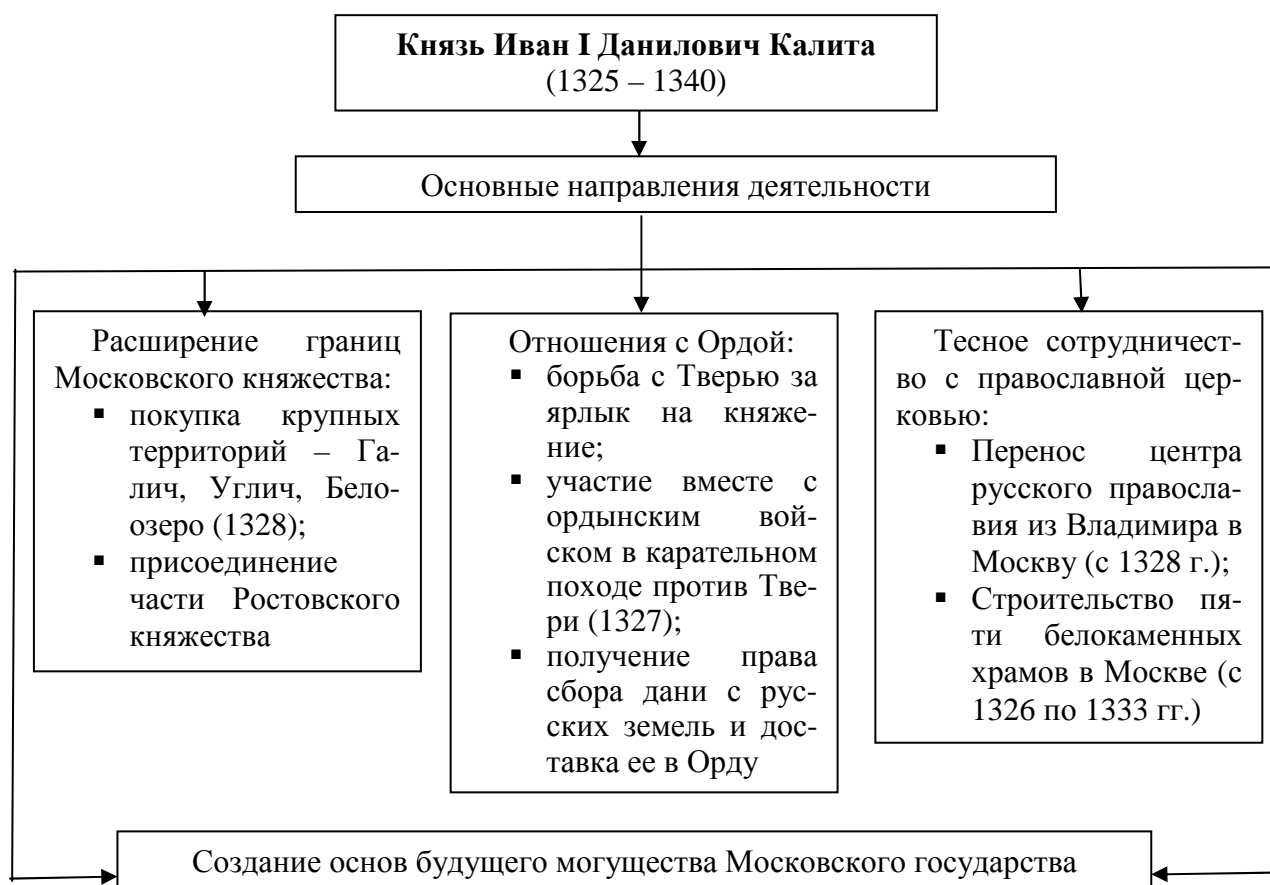 Князь Иван I Данилович Калита
(1325 – 1340)
Основные направления деятельности
Расширение границ
Московского княжества:
▪ покупка крупных
территорий – Га-
лич, Углич, Бело-
озеро (1328);
▪ присоединение
части Ростовского
княжества
Отношения с Ордой:
▪ борьба с Тверью за
ярлык на княже-
ние;
▪ участие вместе с
ордынским вой-
ском в карательном
походе против Тве-
ри (1327);
▪ получение права
сбора дани с рус-
ских земель и дос-
тавка ее в Орду
Тесное сотрудничест-
во с православной цер-
ковью:
▪ Перенос центра
русского правосла-
вия из Владимира в
Москву (с 1328 г.);
▪ Строительство пя-
ти белокаменных
храмов в Москве (с
1326 по 1333 гг.)
Создание основ будущего могущества Московского государства